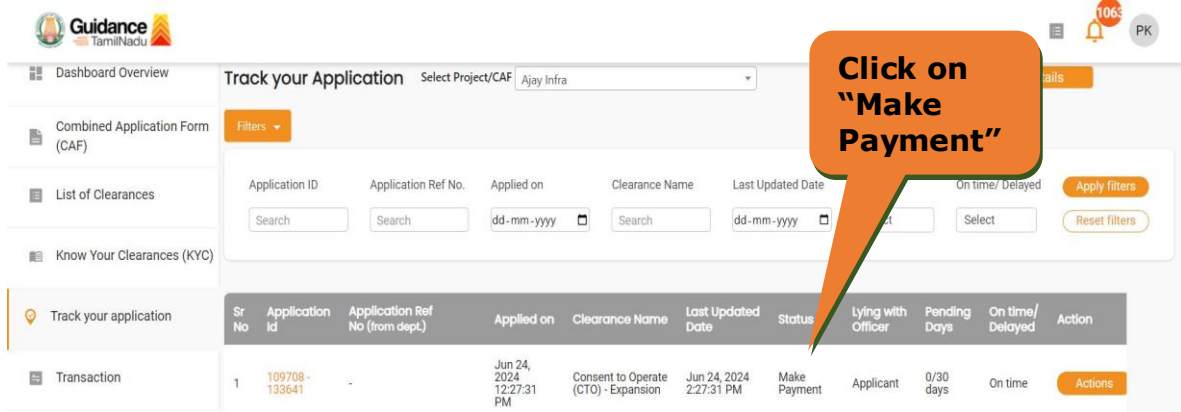 Guidance
TamilNadu
1063
PK
Click on
“Make
Payment”
Dashboard Overview
Track your Application
Select Project/CAF
Ajay Infra
ails
Combined Application Form
(CAF)
Filters
List of Clearances
Application ID
Application Ref No.
Applied on
Clearance Name
Last Updated Date
On time/ Delayed
Apply filters
Search
Search
dd-mm-yyyy
Search
dd-mm-yyyy
Select
Reset filters
Know Your Clearances (KYC)
Track your application
Sr No
Application Id
Application Ref No (from dept.)
Applied on
Clearance Name
Last Updated Date
Status
Lying with Officer
Pending Days
On time/ Delayed
Action
Transaction
1
109708 -
133641
-
Jun 24,
2024
12:27:31
PM
Consent to Operate
(CTO) - Expansion
Jun 24, 2024
2:27:31 PM
Make
Payment
Applicant
0/30
days
On time
Actions